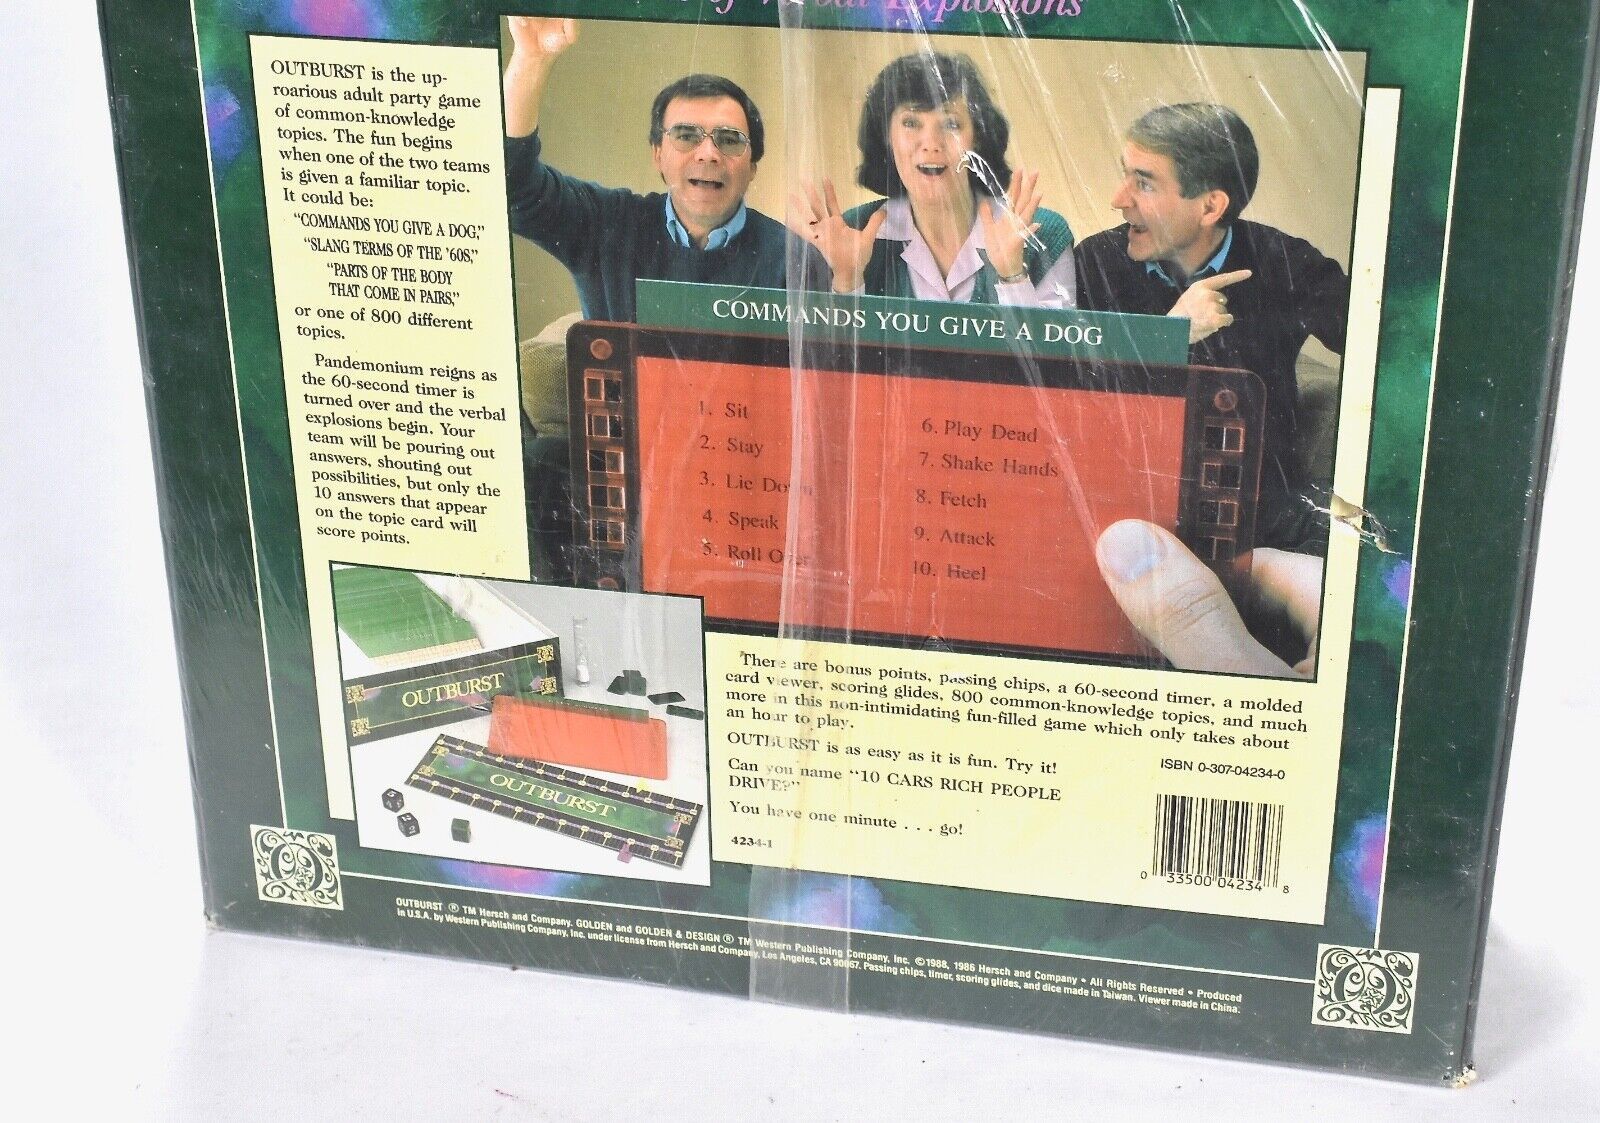 of Verbal Explosions
OUTBURST is the up-
roarious adult party game
of common-knowledge
topics. The fun begins
when one of the two teams
is given a familiar topic.
It could be:
"COMMANDS YOU GIVE A DOG,"
"SLANG TERMS OF THE '60S,"
"PARTS OF THE BODY
THAT COME IN PAIRS,"
or one of 800 different
topics.
Pandemonium reigns as
the 60-second timer is
turned over and the verbal
explosions begin. Your
team will be pouring out
answers, shouting out
possibilities, but only the
10 answers that appear
on the topic card will
score points.
COMMANDS YOU GIVE A DOG
1. Sit
2. Stay
3. Lie Down
4. Speak
5. Roll Over
6. Play Dead
7. Shake Hands
8. Fetch
9. Attack
10. Heel
OUTBURST
OUTBURST
There are bonus points, passing chips, a 60-second timer, a molded
card viewer, scoring glides, 800 common-knowledge topics, and much
more in this non-intimidating fun-filled game which only takes about
an hour to play.
OUTBURST is as easy as it is fun. Try it!
Can you name "10 CARS RICH PEOPLE
DRIVE?"
You have one minute . . . go!
4234-1
ISBN 0-307-04234-0
0 33500 04234 8
OUTBURST ® TM Hersch and Company. GOLDEN and GOLDEN & DESIGN ® TM Western Publishing Company, Inc. ©1988, 1986 Hersch and Company • All Rights Reserved • Produced
in U.S.A. by Western Publishing Company, Inc. under license from Hersch and Company, Los Angeles, CA 90067. Passing chips, timer, scoring glides, and dice made in Taiwan. Viewer made in China.